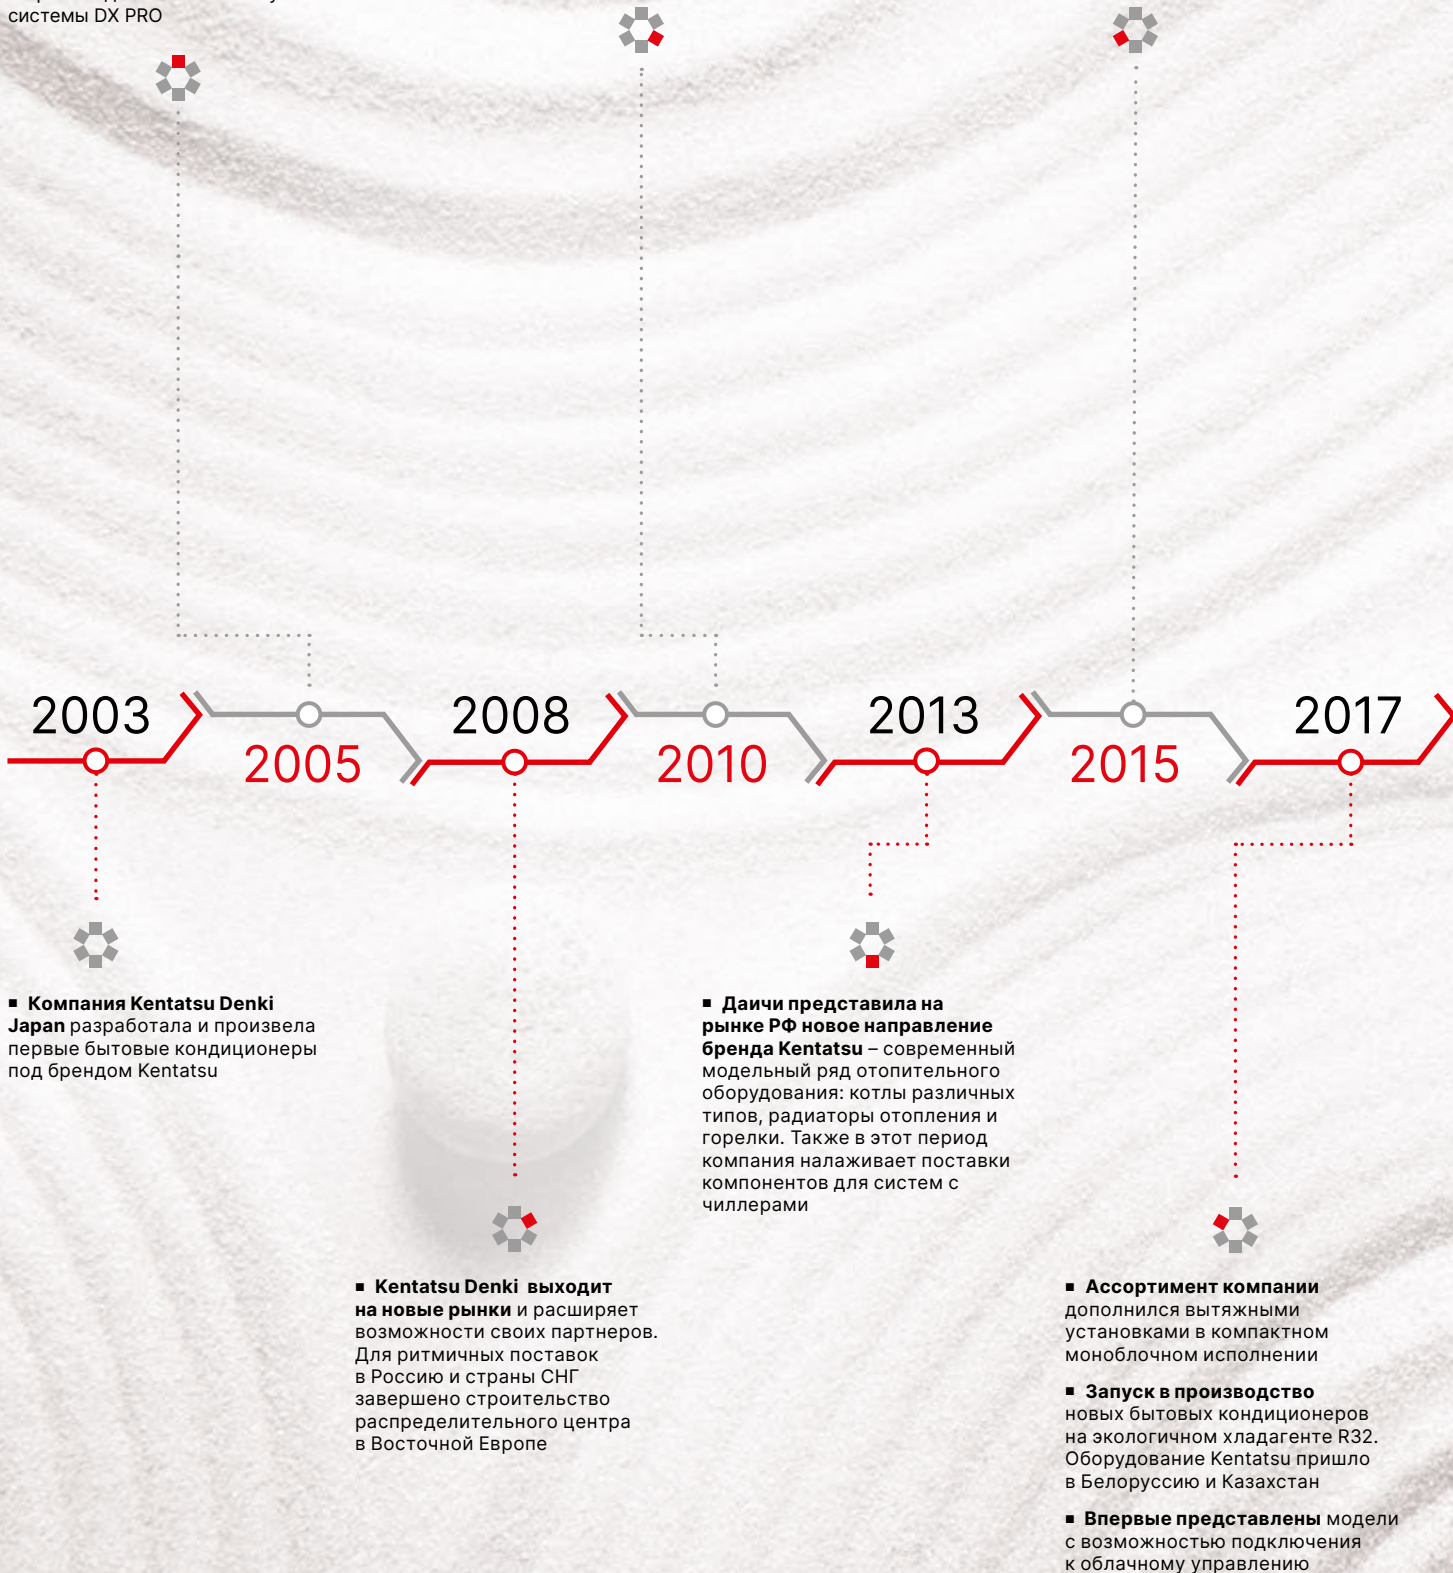 системы DX PRO
2003
2008
2013
2017
2005
2010
2015
▪ Компания Kentatsu Denki
Japan разработала и произвела
первые бытовые кондиционеры
под брендом Kentatsu
▪ Даичи представила на
рынке РФ новое направление
бренда Kentatsu – современный
модельный ряд отопительного
оборудования: котлы различных
типов, радиаторы отопления и
горелки. Также в этот период
компания налаживает поставки
компонентов для систем с
чиллерами
▪ Kentatsu Denki выходит
на новые рынки и расширяет
возможности своих партнеров.
Для ритмичных поставок
в Россию и страны СНГ
завершено строительство
распределительного центра
в Восточной Европе
▪ Ассортимент компании
дополнился вытяжными
установками в компактном
моноблочном исполнении
▪ Запуск в производство
новых бытовых кондиционеров
на экологичном хладагенте R32.
Оборудование Kentatsu пришло
в Белоруссию и Казахстан
▪ Впервые представлены модели
с возможностью подключения
к облачному управлению